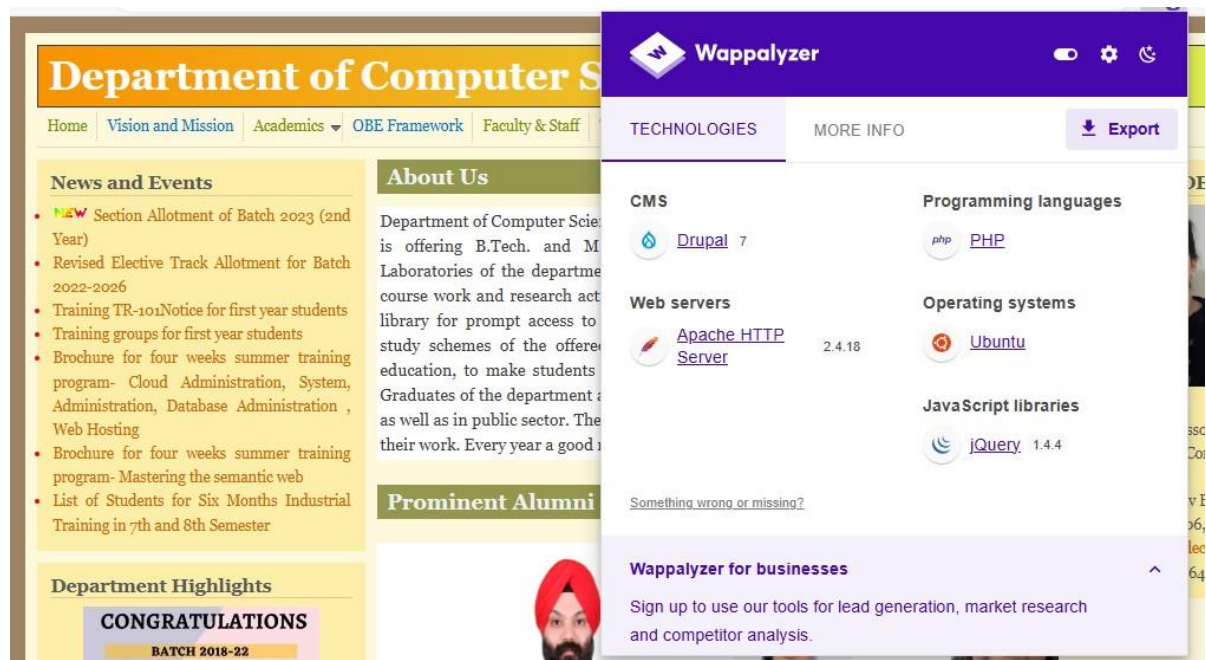 Department of Computer S
Home Vision and Mission Academics OBE Framework Faculty & Staff
News and Events
NEW Section Allotment of Batch 2023 (2nd
Year)
Revised Elective Track Allotment for Batch
2022-2026
Training TR-101Notice for first year students
Training groups for first year students
Brochure for four weeks summer training
program- Cloud Administration, System,
Administration, Database Administration ,
Web Hosting
Brochure for four weeks summer training
program- Mastering the semantic web
List of Students for Six Months Industrial
Training in 7th and 8th Semester
Department Highlights
CONGRATULATIONS
BATCH 2018-22
About Us
Department of Computer Scie
is offering B.Tech. and M
Laboratories of the departme
course work and research act
library for prompt access to
study schemes of the offere
education, to make students
Graduates of the department a
as well as in public sector. The
their work. Every year a good
Prominent Alumni
Wappalyzer
TECHNOLOGIES MORE INFO Export
CMS
Drupal 7
Programming languages
php PHP
Web servers
Apache HTTP
Server 2.4.18
Operating systems
Ubuntu
JavaScript libraries
jQuery 1.4.4
Something wrong or missing?
Wappalyzer for businesses
Sign up to use our tools for lead generation, market research
and competitor analysis.